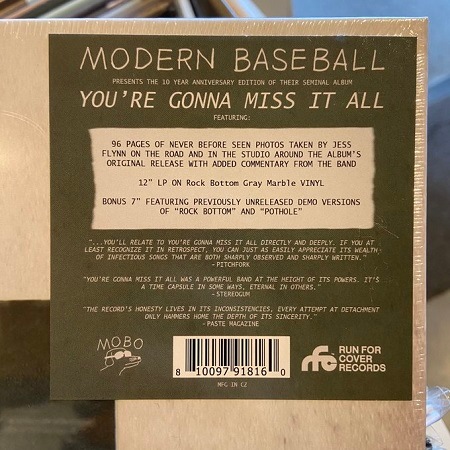 MODERN BASEBALL
PRESENTS THE 10 YEAR ANNIVERSARY EDITION OF THEIR SEMINAL ALBUM
YOU'RE GONNA MISS IT ALL
FEATURING:
96 PAGES OF NEVER BEFORE SEEN PHOTOS TAKEN BY JESS
FLYNN ON THE ROAD AND IN THE STUDIO AROUND THE ALBUM'S
ORIGINAL RELEASE WITH ADDED COMMENTARY FROM THE BAND
12" LP ON Rock Bottom Gray Marble VINYL
BONUS 7" FEATURING PREVIOUSLY UNRELEASED DEMO VERSIONS
OF "ROCK BOTTOM" AND "POTHOLE"
"...YOU'LL RELATE TO YOU'RE GONNA MISS IT ALL DIRECTLY AND DEEPLY. IF YOU AT
LEAST RECOGNIZE IT IN RETROSPECT, YOU CAN JUST AS EASILY APPRECIATE ITS WEALTH
OF INFECTIOUS SONGS THAT ARE BOTH SHARPLY OBSERVED AND SHARPLY WRITTEN."
-PITCHFORK
"YOU'RE GONNA MISS IT ALL WAS A POWERFUL BAND AT THE HEIGHT OF ITS POWERS. IT'S
A TIME CAPSULE IN SOME WAYS, ETERNAL IN OTHERS."
-STEREOGUM
"THE RECORD'S HONESTY LIVES IN ITS INCONSISTENCIES, EVERY ATTEMPT AT DETACHMENT
ONLY HAMMERS HOME THE DEPTH OF ITS SINCERITY."
-PASTE MAGAZINE
MOBO
8 10097 91816 0
MFG IN CZ
rfc
RUN FOR
COVER
RECORDS